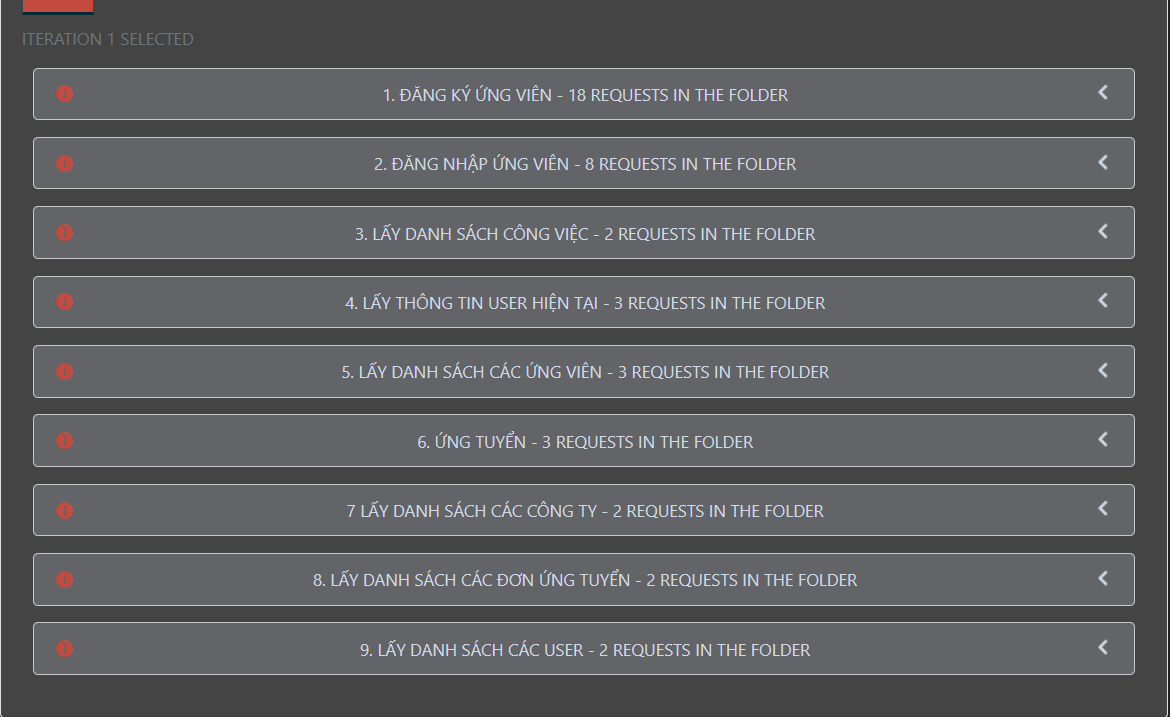 ITERATION 1 SELECTED
1. ĐĂNG KÝ ỨNG VIÊN - 18 REQUESTS IN THE FOLDER
2. ĐĂNG NHẬP ỨNG VIÊN - 8 REQUESTS IN THE FOLDER
3. LẤY DANH SÁCH CÔNG VIỆC - 2 REQUESTS IN THE FOLDER
4. LẤY THÔNG TIN USER HIỆN TẠI - 3 REQUESTS IN THE FOLDER
5. LẤY DANH SÁCH CÁC ỨNG VIÊN - 3 REQUESTS IN THE FOLDER
6. ỨNG TUYỂN - 3 REQUESTS IN THE FOLDER
7 LẤY DANH SÁCH CÁC CÔNG TY - 2 REQUESTS IN THE FOLDER
8. LẤY DANH SÁCH CÁC ĐƠN ỨNG TUYỂN - 2 REQUESTS IN THE FOLDER
9. LẤY DANH SÁCH CÁC USER - 2 REQUESTS IN THE FOLDER